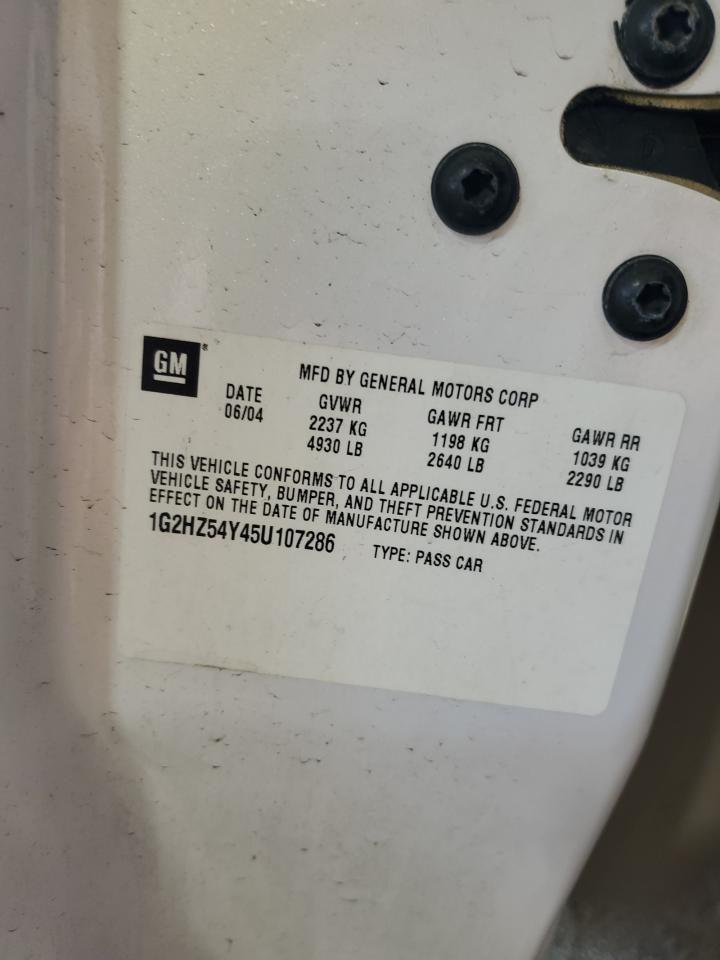 GM
MFD BY GENERAL MOTORS CORP
DATE GVWR GAWR FRT GAWR RR
06/04 2237 KG 1198 KG 1039 KG
4930 LB 2640 LB 2290 LB
THIS VEHICLE CONFORMS TO ALL APPLICABLE U.S. FEDERAL MOTOR
VEHICLE SAFETY, BUMPER, AND THEFT PREVENTION STANDARDS IN
EFFECT ON THE DATE OF MANUFACTURE SHOWN ABOVE.
1G2HZ54Y45U107286 TYPE: PASS CAR